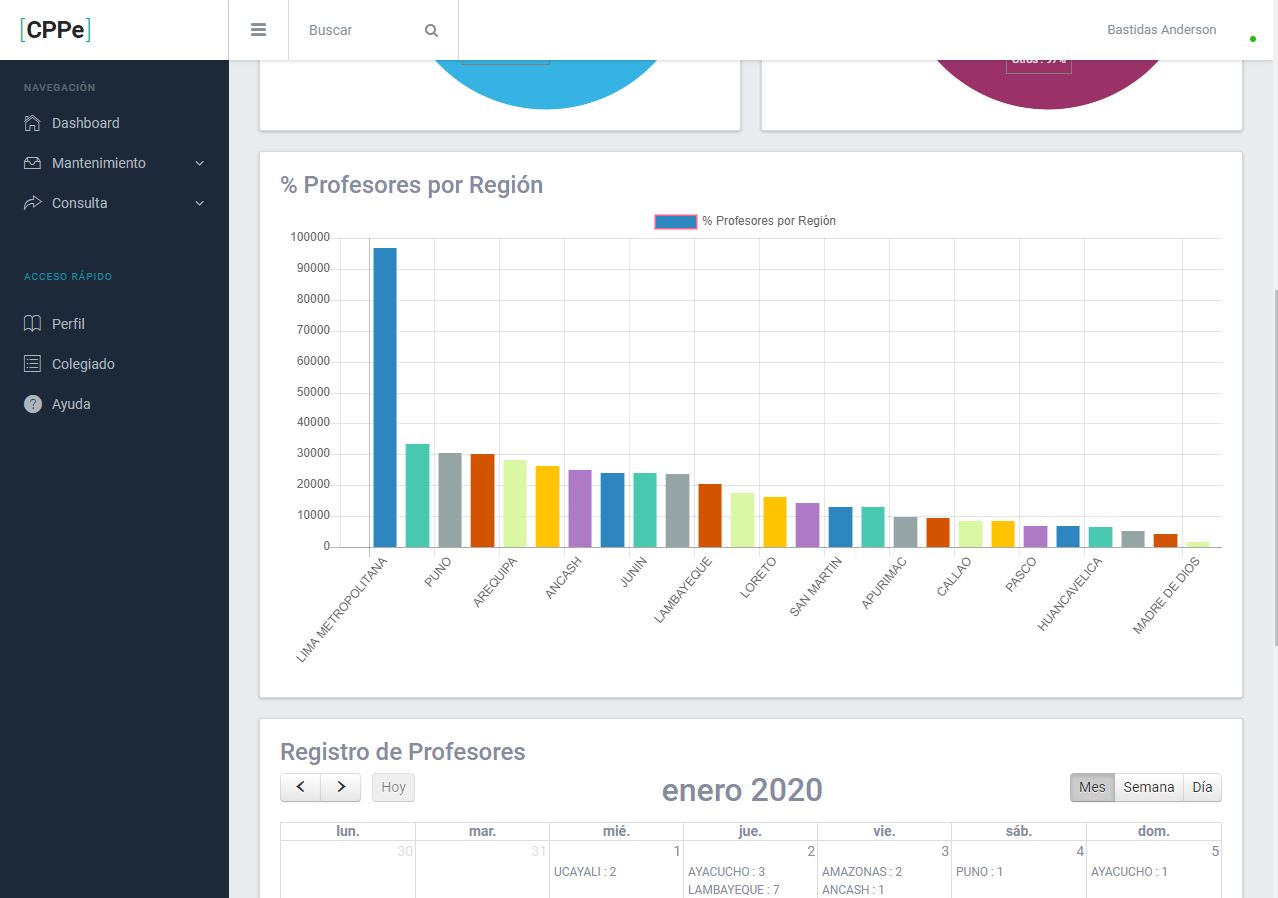 [CPPe]
Buscar
Bastidas Anderson
NAVEGACIÓN
Dashboard
Mantenimiento
Consulta
ACCESO RÁPIDO
Perfil
Colegiado
Ayuda
Otros : 97%
% Profesores por Región
% Profesores por Región
100000
90000
80000
70000
60000
50000
40000
30000
20000
10000
0
LIMA METROPOLITANA
PUNO
AREQUIPA
ANCASH
JUNIN
LAMBAYEQUE
LORETO
SAN MARTIN
APURIMAC
CALLAO
PASCO
HUANCAVELICA
MADRE DE DIOS
Registro de Profesores
Hoy
enero 2020
Mes Semana Día
lun. mar. mié. jue. vie. sáb. dom.
30 31 1 2 3 4 5
UCAYALI : 2 AYACUCHO : 3 AMAZONAS : 2 PUNO : 1 AYACUCHO : 1
LAMBAYEQUE : 7 ANCASH : 1